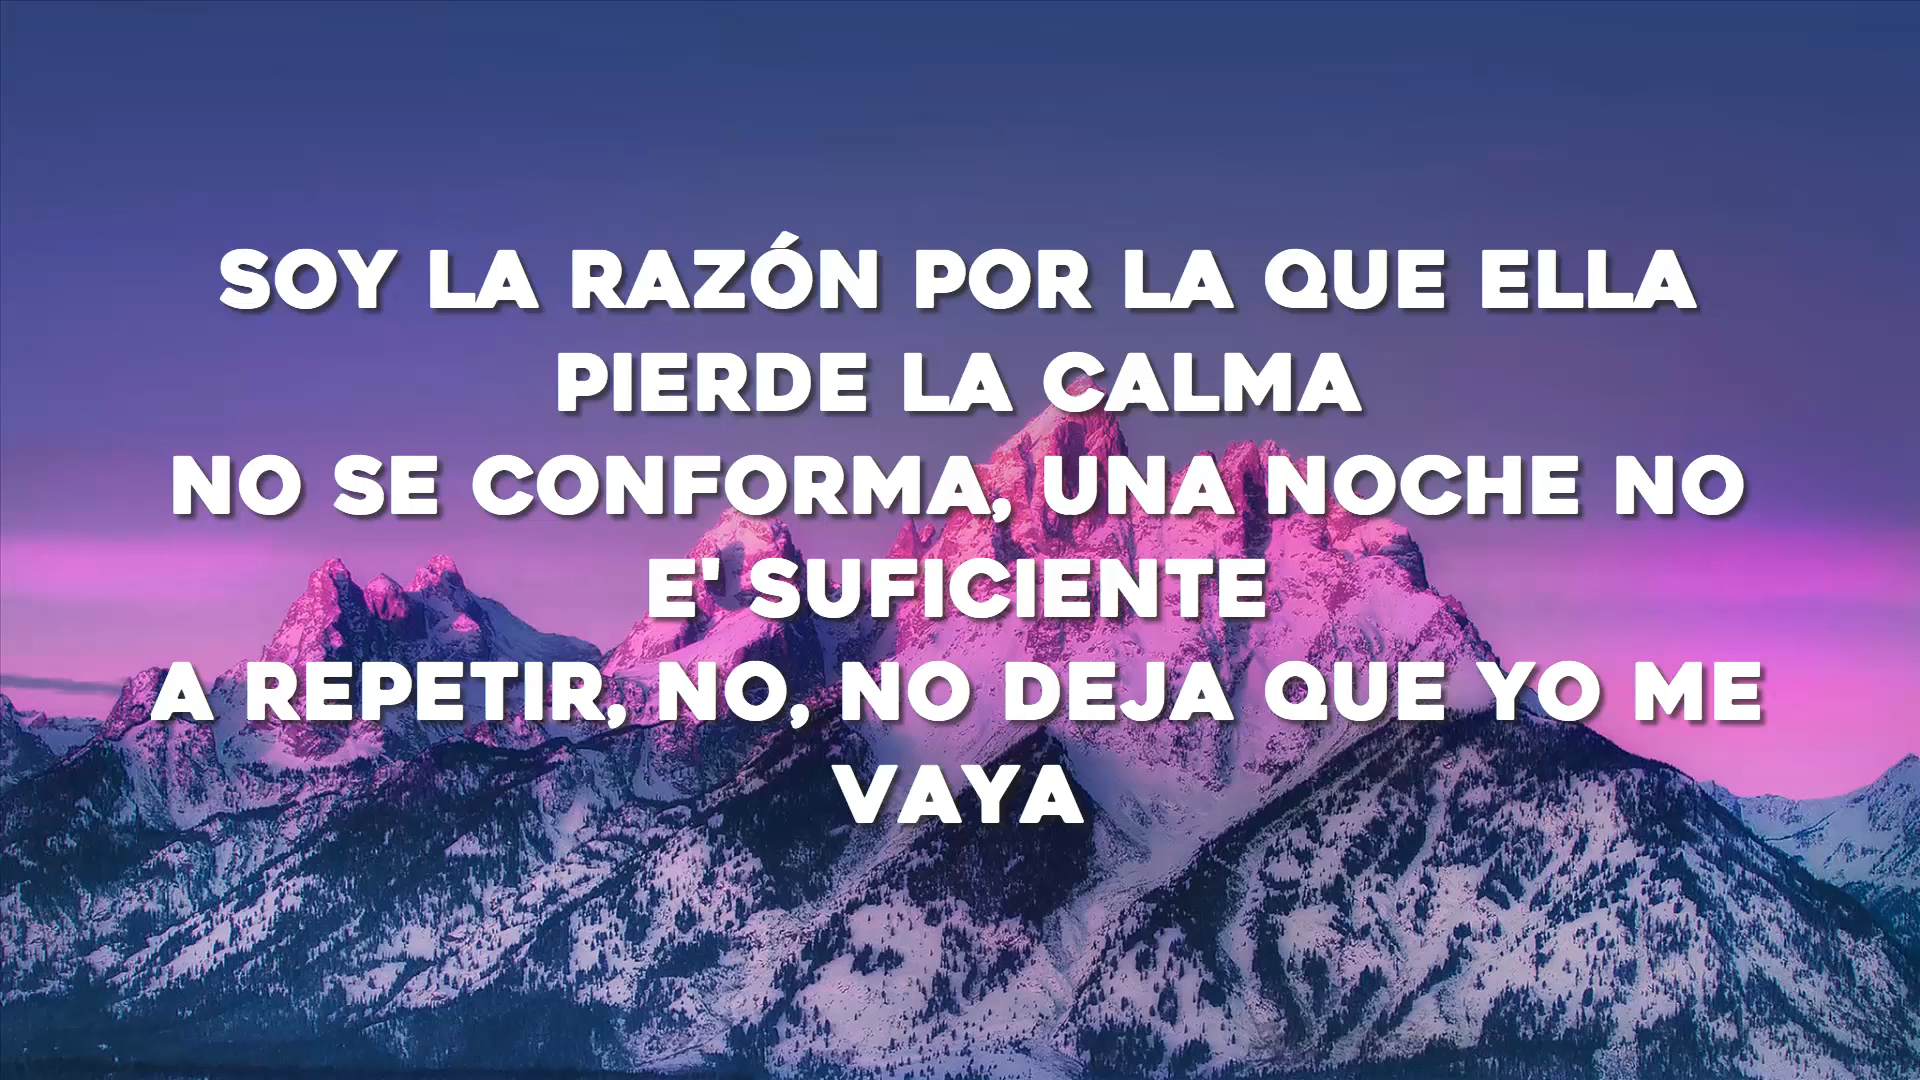 SOY LA RAZÓN POR LA QUE ELLA
PIERDE LA CALMA
NO SE CONFORMA, UNA NOCHE NO
E' SUFICIENTE
A REPETIR, NO, NO DEJA QUE YO ME
VAYA